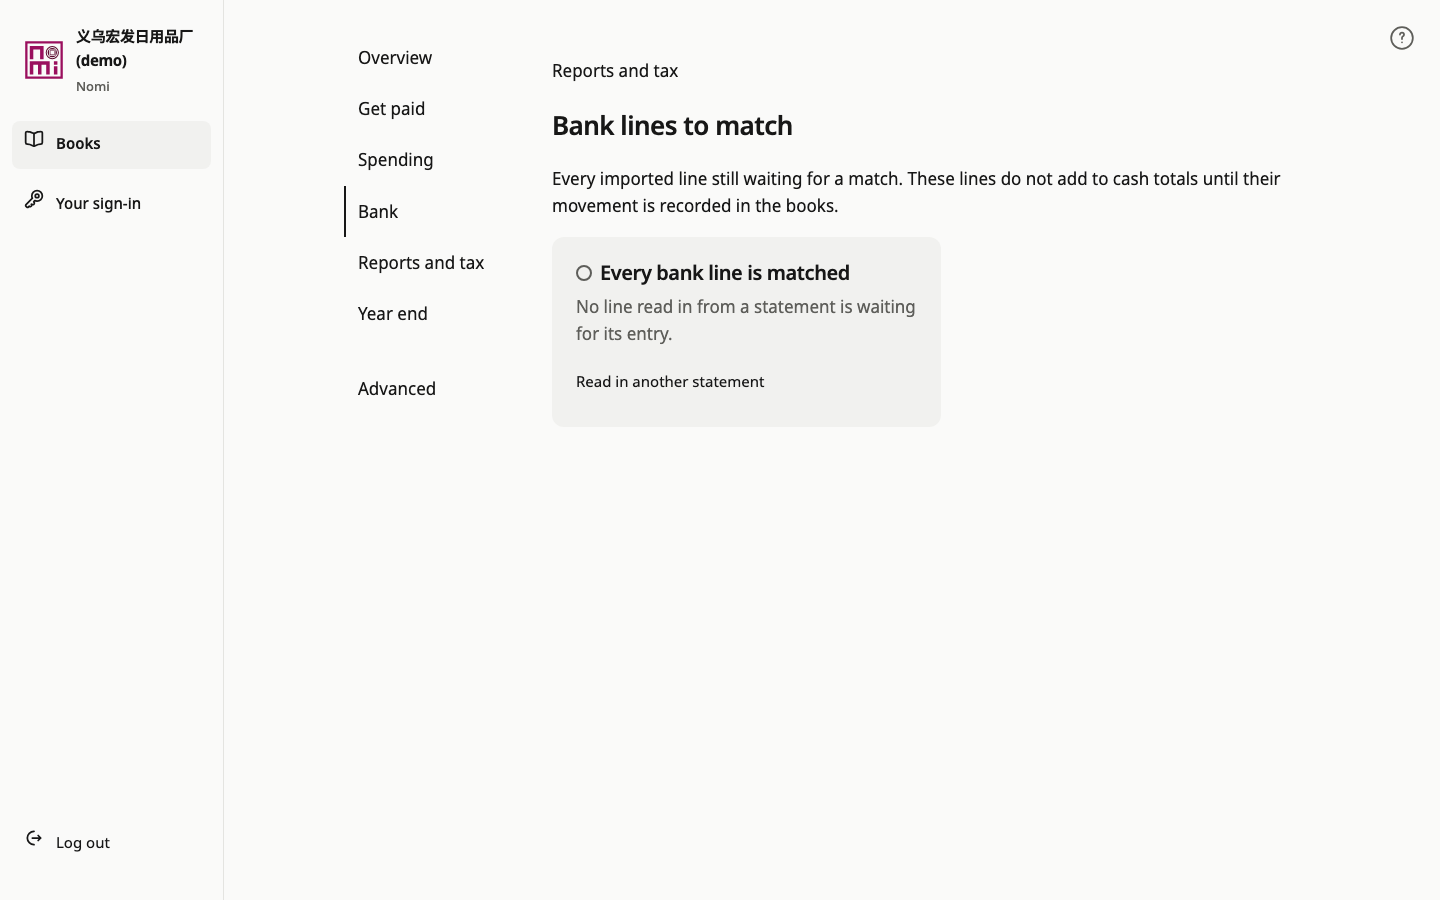 义乌宏发日用品厂
(demo)
Nomi
Books
Your sign-in
Log out
Overview
Get paid
Spending
Bank
Reports and tax
Year end
Advanced
Reports and tax
Bank lines to match
Every imported line still waiting for a match. These lines do not add to cash totals until their
movement is recorded in the books.
Every bank line is matched
No line read in from a statement is waiting
for its entry.
Read in another statement
?